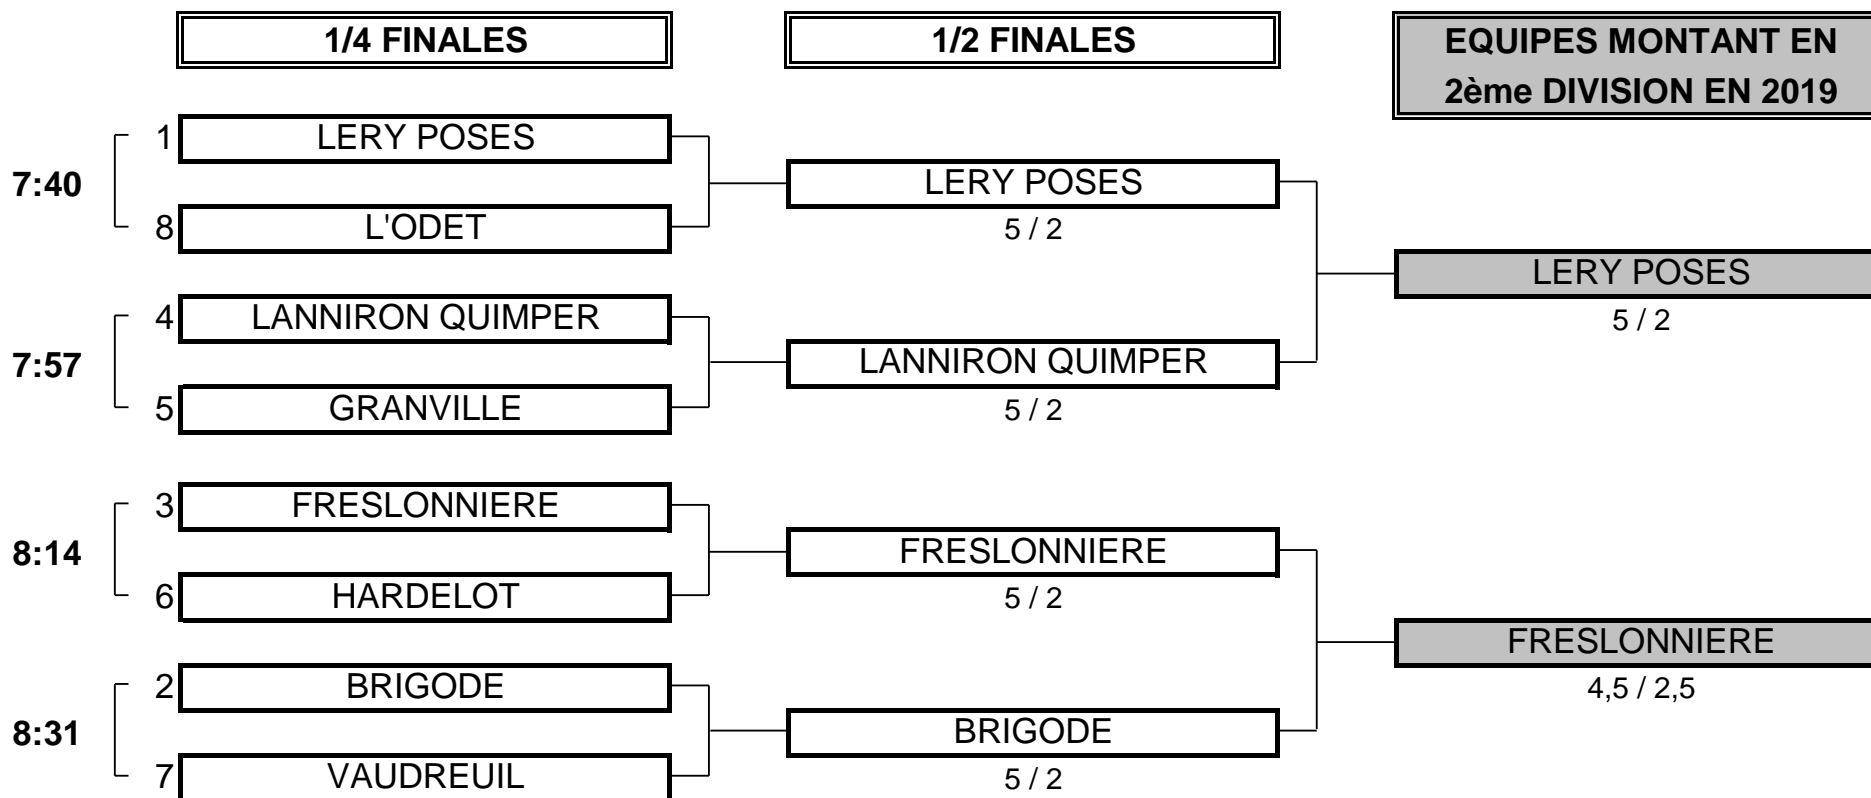 1/4 FINALES
1/2 FINALES
EQUIPES MONTANT EN
2ème DIVISION EN 2019
7:40
1 LERY POSES
8 L'ODET
LERY POSES
5 / 2
7:57
4 LANNIRON QUIMPER
5 GRANVILLE
LANNIRON QUIMPER
5 / 2
LERY POSES
5 / 2
8:14
3 FRESLONNIERE
6 HARDELOT
FRESLONNIERE
5 / 2
8:31
2 BRIGODE
7 VAUDREUIL
BRIGODE
5 / 2
FRESLONNIERE
4,5 / 2,5